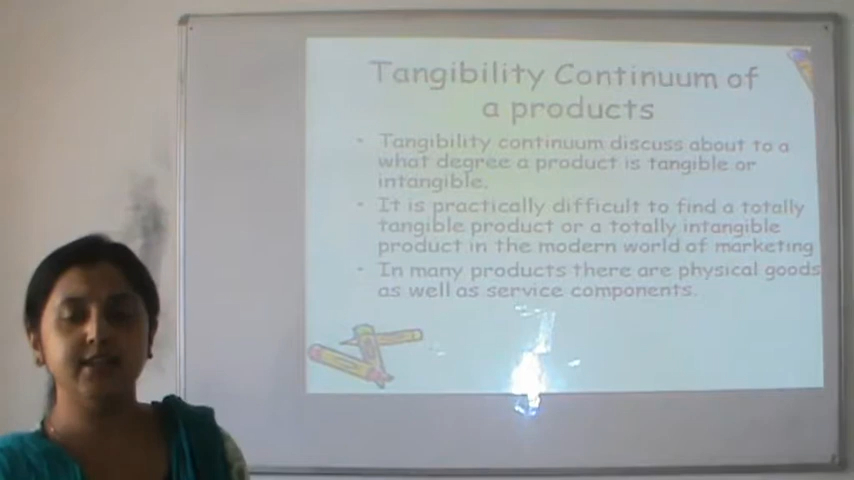 Tangibility Continuum of
a products
• Tangibility continuum discuss about to a
what degree a product is tangible or
intangible.
• It is practically difficult to find a totally
tangible product or a totally intangible
product in the modern world of marketing
• In many products there are physical goods
as well as service components.